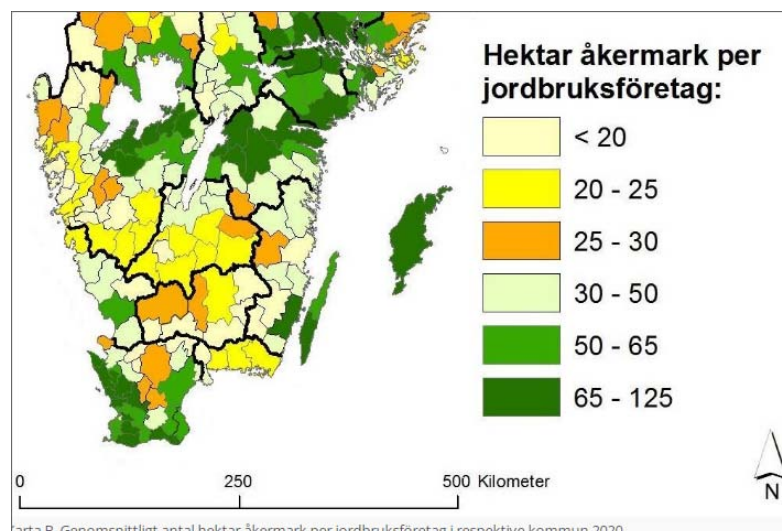 Hektar åkermark per
jordbruksföretag:
< 20
20 - 25
25 - 30
30 - 50
50 - 65
65 - 125
0 250 500 Kilometer
N
Karta B. Genomsnittligt antal hektar åkermark per jordbruksföretag i respektive kommun 2020